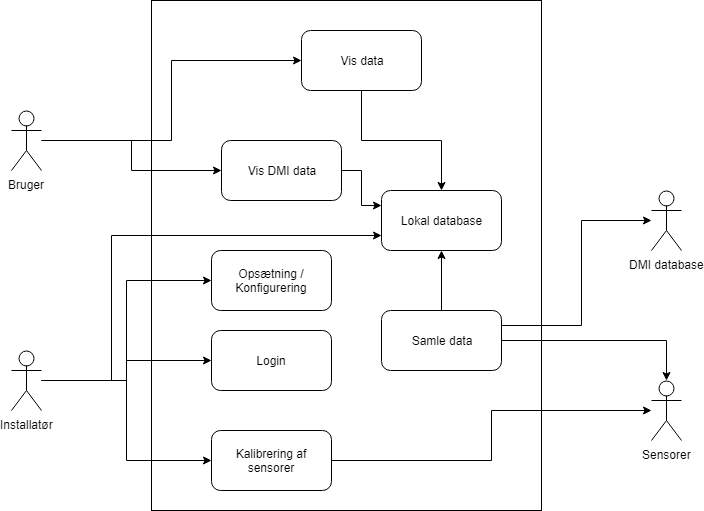 Vis data
Bruger
Vis DMI data
Lokal database
DMI database
Opsætning /
Konfigurering
Samle data
Login
Installatør
Kalibrering af
sensorer
Sensorer